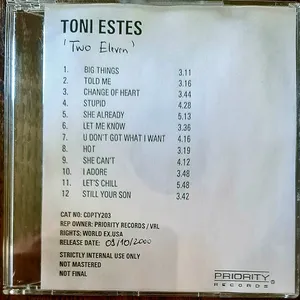 TONI ESTES
'Two Eleven'
1. BIG THINGS 3.11
2. TOLD ME 3.16
3. CHANGE OF HEART 3.44
4. STUPID 4.28
5. SHE ALREADY 5.13
6. LET ME KNOW 3.36
7. U DON'T GOT WHAT I WANT 4.16
8. HOT 3.19
9. SHE CAN'T 4.12
10. I ADORE 3.48
11. LET'S CHILL 5.48
12 STILL YOUR SON 3.42
CAT NO: CDPTY203
REP OWNER: PRIORITY RECORDS / VRL
RIGHTS: WORLD EX.USA
RELEASE DATE: 09/10/2000
STRICTLY INTERNAL USE ONLY
NOT MASTERED
NOT FINAL
PRIORITY
RECORDS